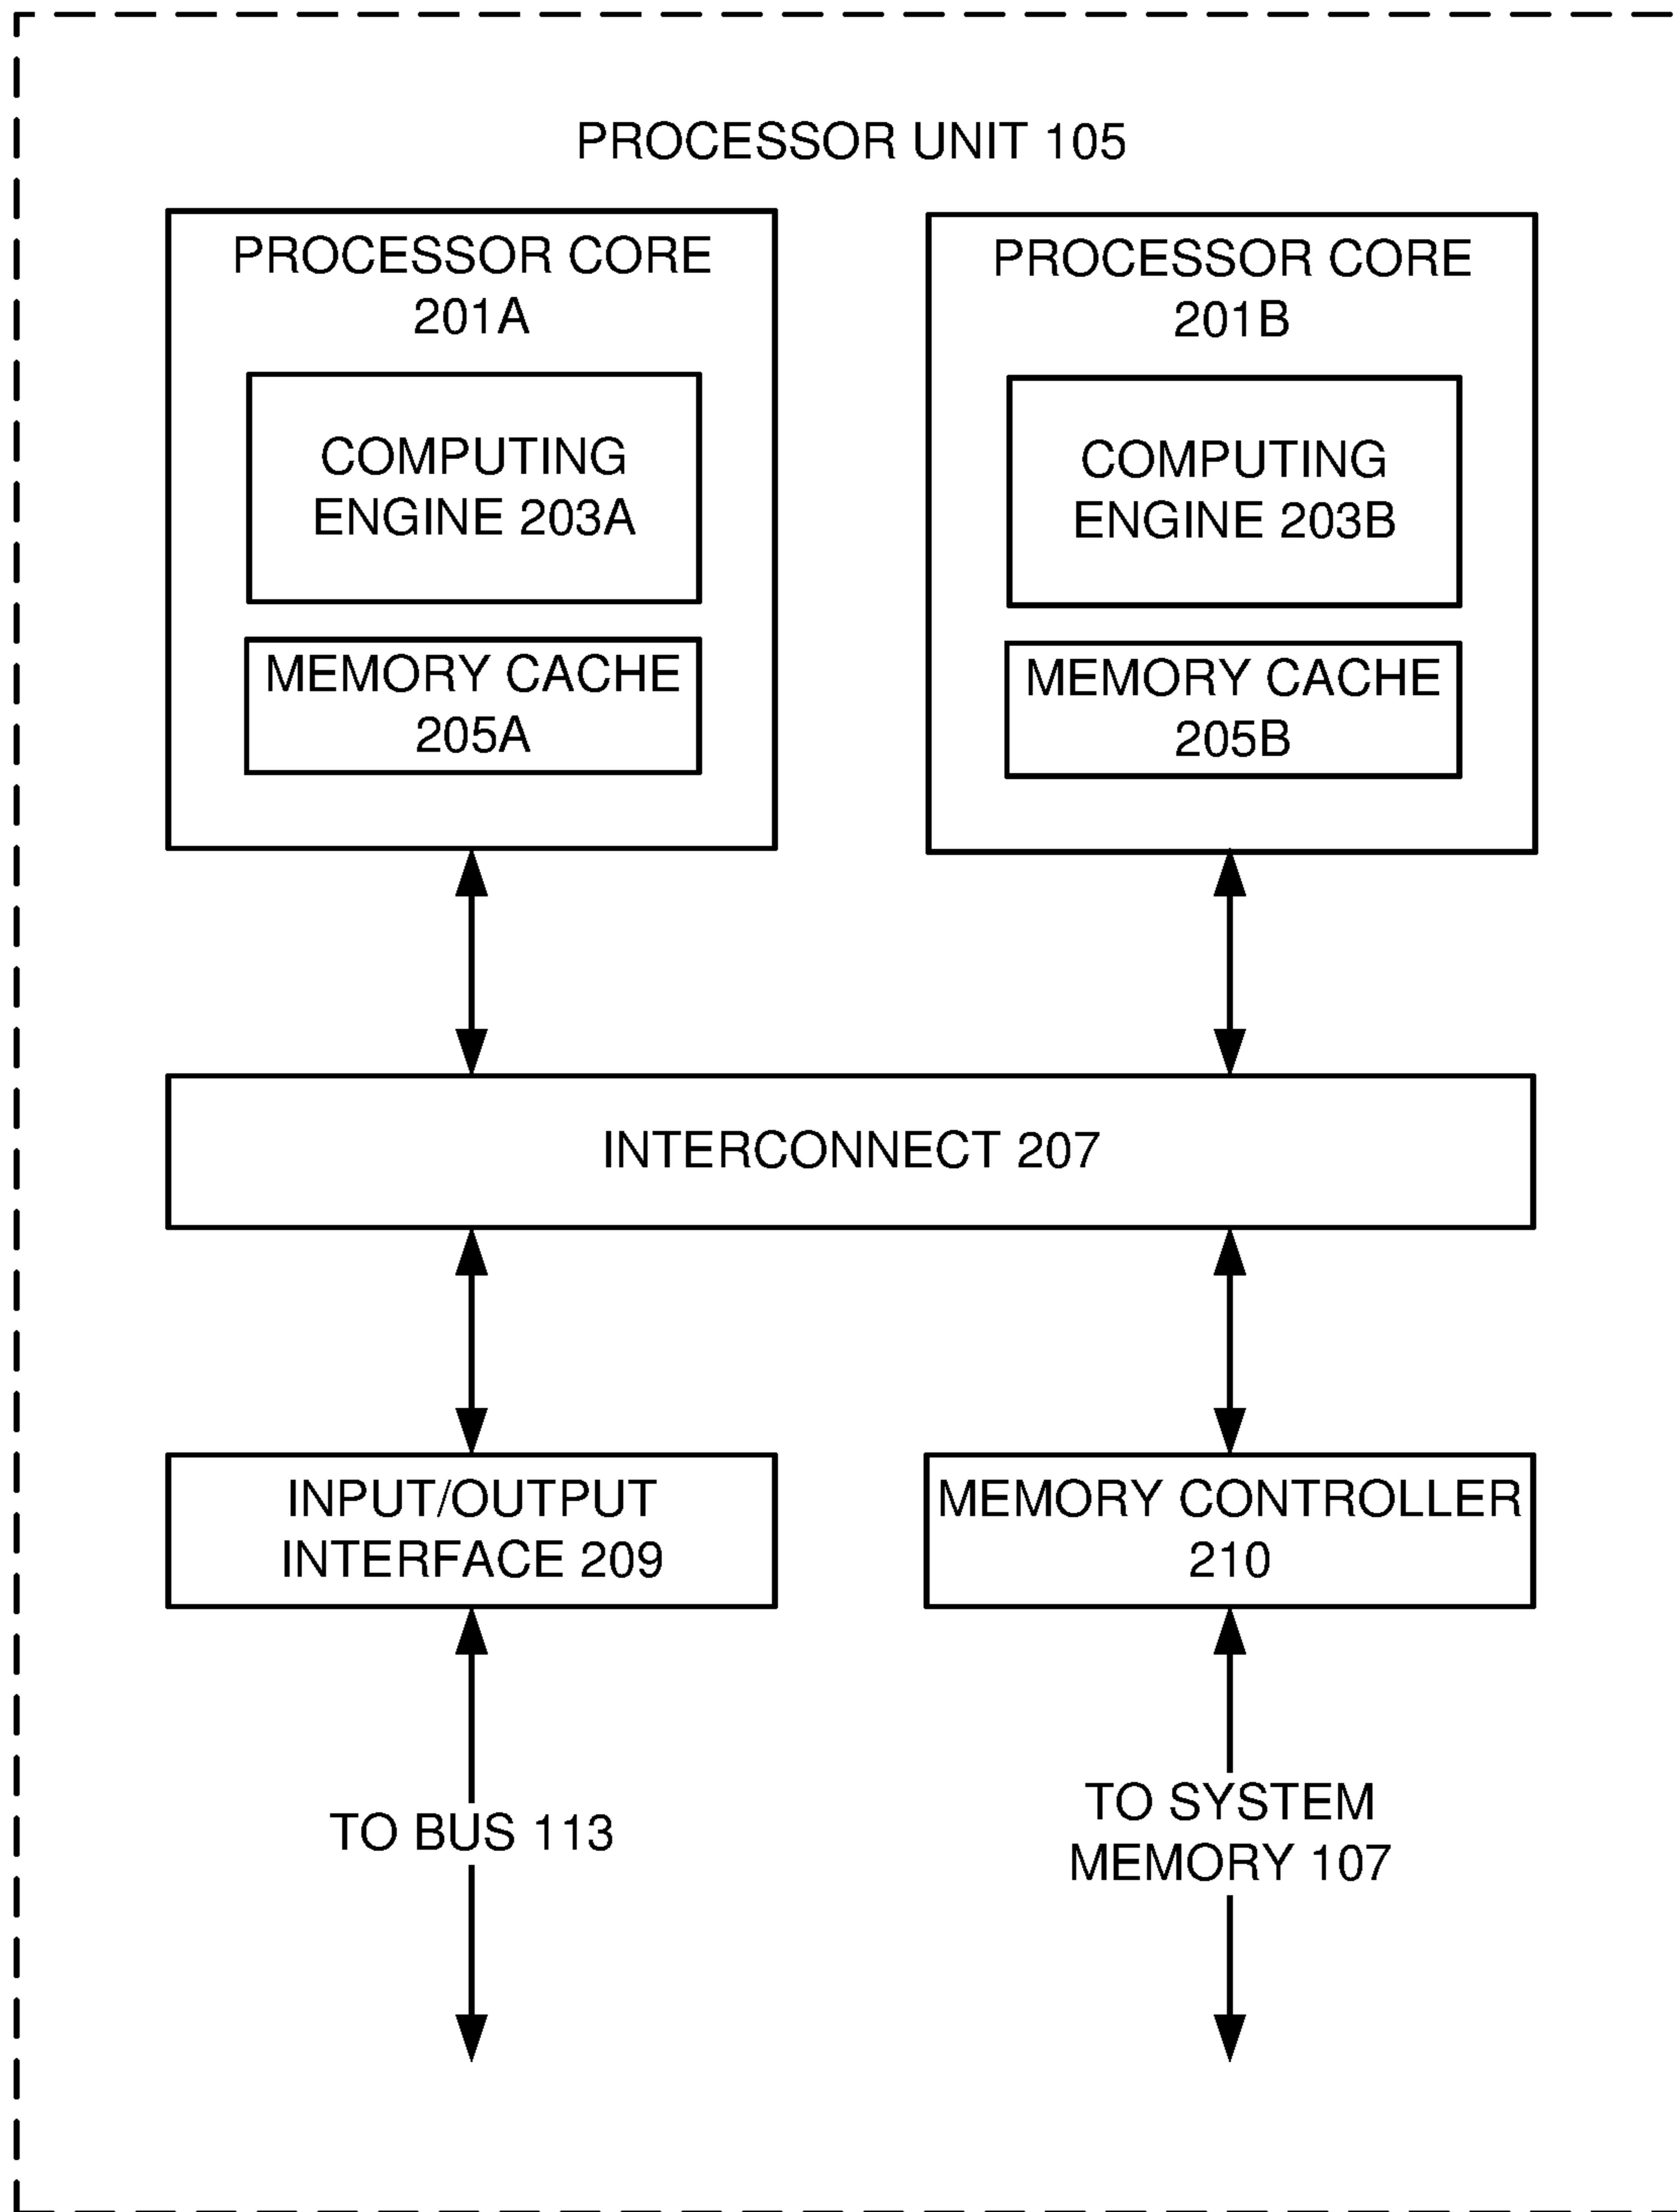 PROCESSOR UNIT 105
PROCESSOR CORE
201A
COMPUTING
ENGINE 203A
MEMORY CACHE
205A
PROCESSOR CORE
201B
COMPUTING
ENGINE 203B
MEMORY CACHE
205B
INTERCONNECT 207
INPUT/OUTPUT
INTERFACE 209
MEMORY CONTROLLER
210
TO BUS 113
TO SYSTEM
MEMORY 107